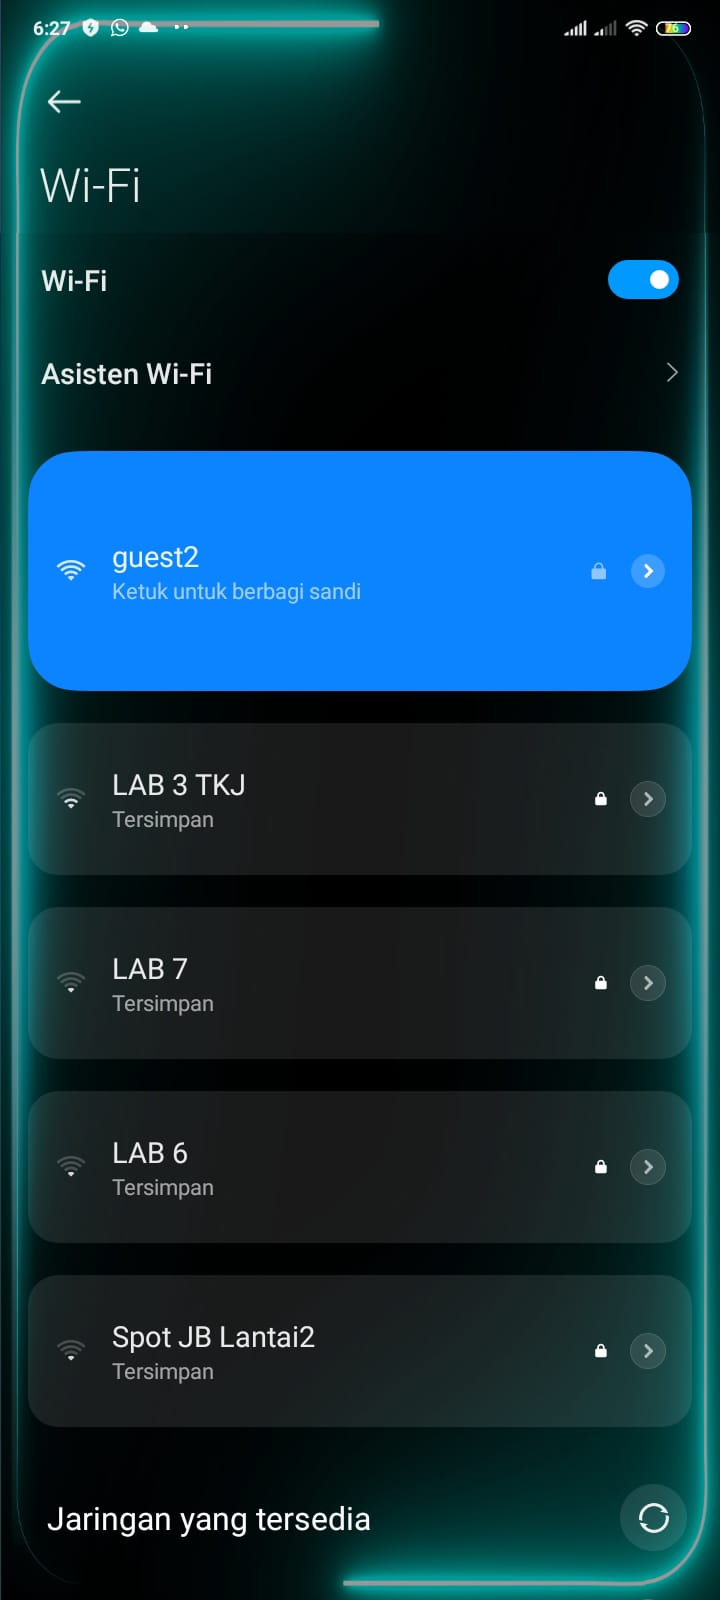 6:27
76
Wi-Fi
Wi-Fi
Asisten Wi-Fi
guest2
Ketuk untuk berbagi sandi
LAB 3 TKJ
Tersimpan
LAB 7
Tersimpan
LAB 6
Tersimpan
Spot JB Lantai2
Tersimpan
Jaringan yang tersedia